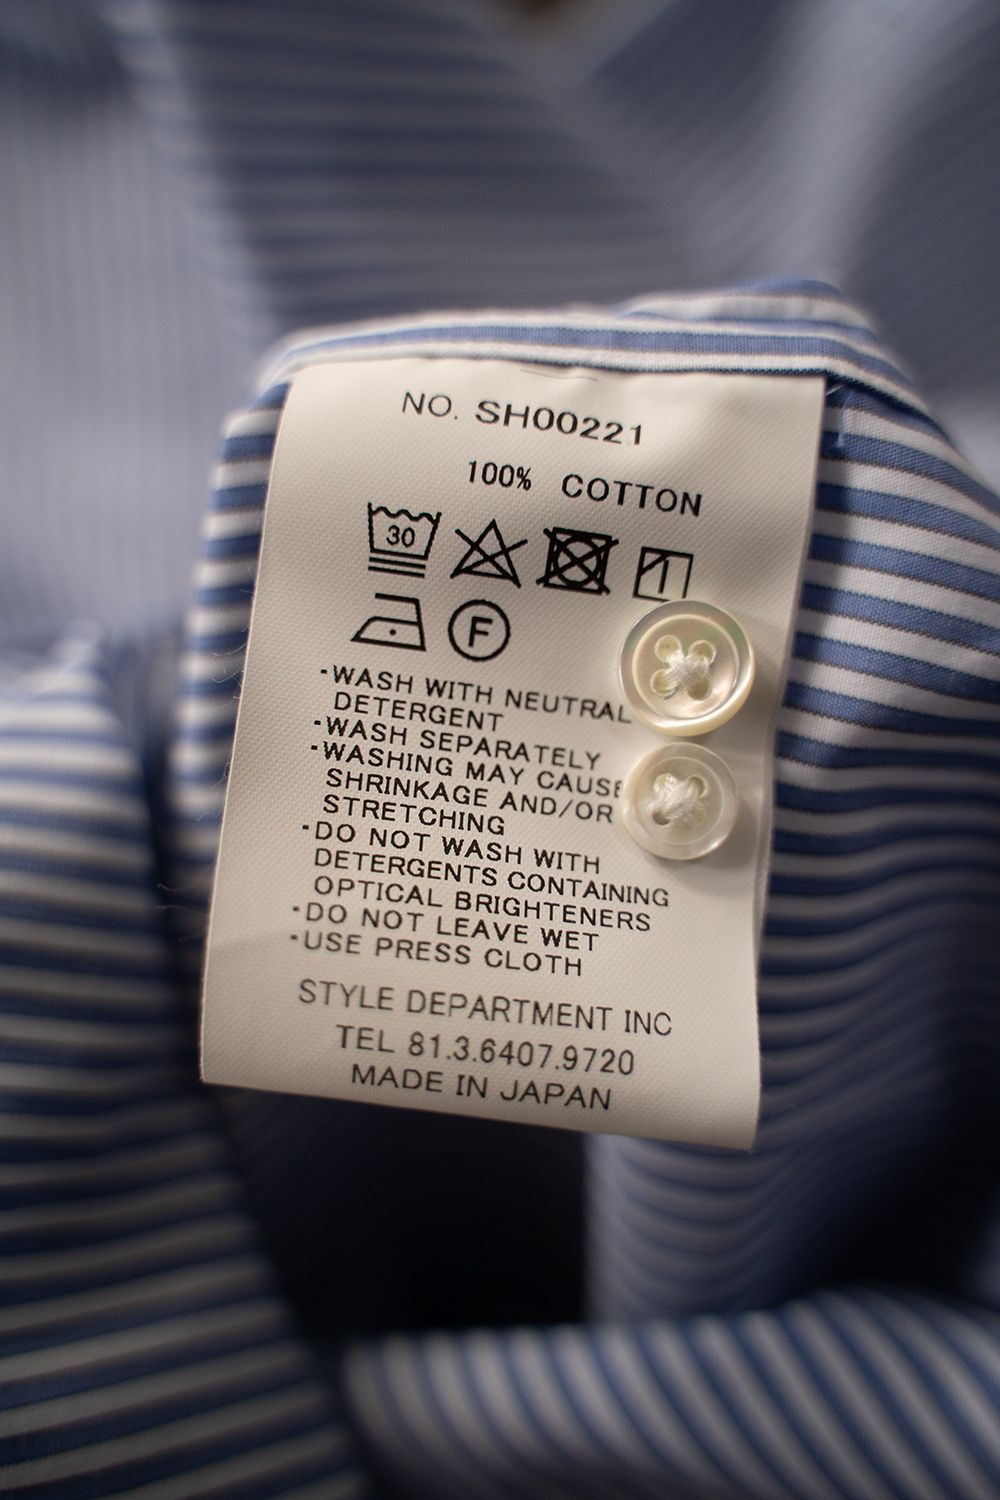 NO. SH00221
100% COTTON
30
F
·WASH WITH NEUTRAL
DETERGENT
·WASH SEPARATELY
·WASHING MAY CAUSE
SHRINKAGE AND/OR
STRETCHING
·DO NOT WASH WITH
DETERGENTS CONTAINING
OPTICAL BRIGHTENERS
·DO NOT LEAVE WET
·USE PRESS CLOTH
STYLE DEPARTMENT INC
TEL 81.3.6407.9720
MADE IN JAPAN